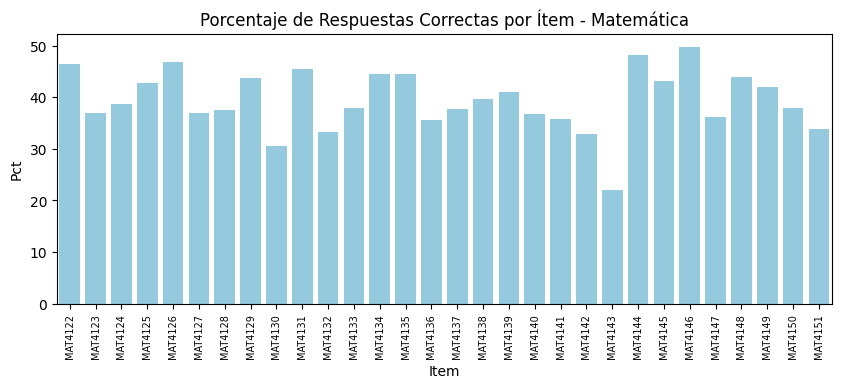 Porcentaje de Respuestas Correctas por Ítem - Matemática
Pct
50
40
30
20
10
0
MAT4122
MAT4123
MAT4124
MAT4125
MAT4126
MAT4127
MAT4128
MAT4129
MAT4130
MAT4131
MAT4132
MAT4133
MAT4134
MAT4135
MAT4136
MAT4137
MAT4138
MAT4139
MAT4140
MAT4141
MAT4142
MAT4143
MAT4144
MAT4145
MAT4146
MAT4147
MAT4148
MAT4149
MAT4150
MAT4151
Item